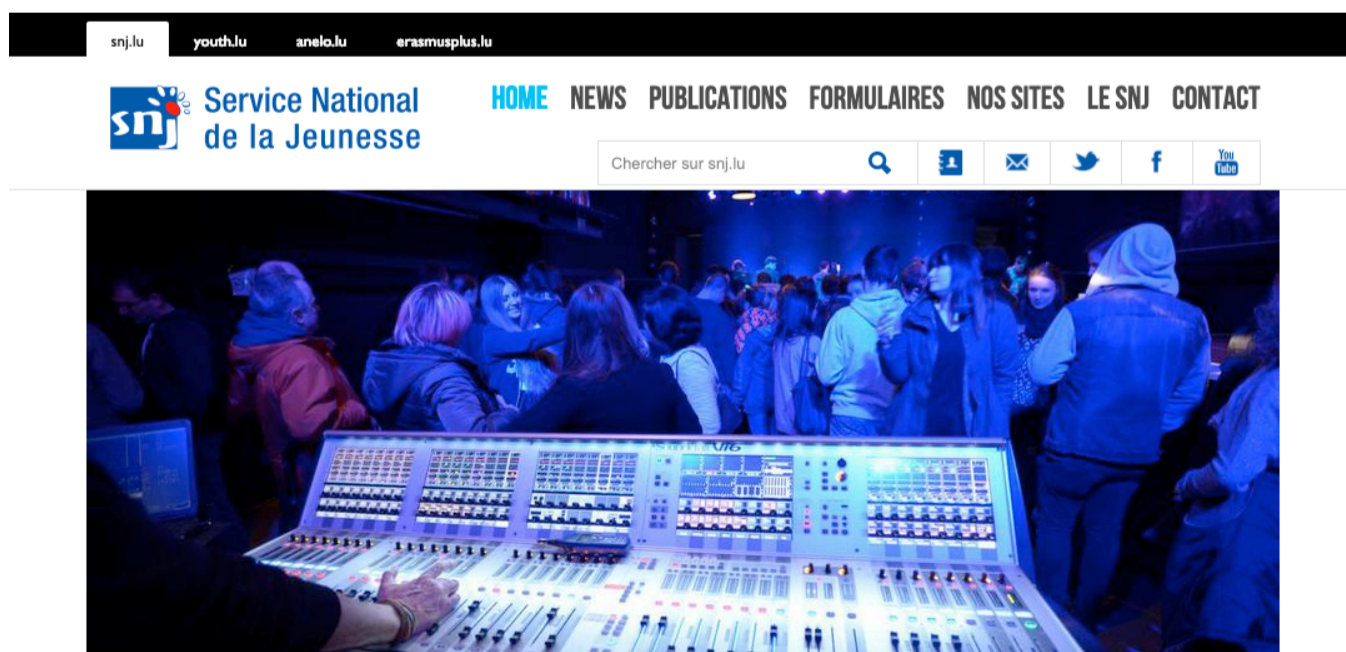 snj.lu youth.lu anelo.lu erasmusplus.lu
snj
Service National
de la Jeunesse
HOME NEWS PUBLICATIONS FORMULAIRES NOS SITES LE SNJ CONTACT
Chercher sur snj.lu
f
You
Tube